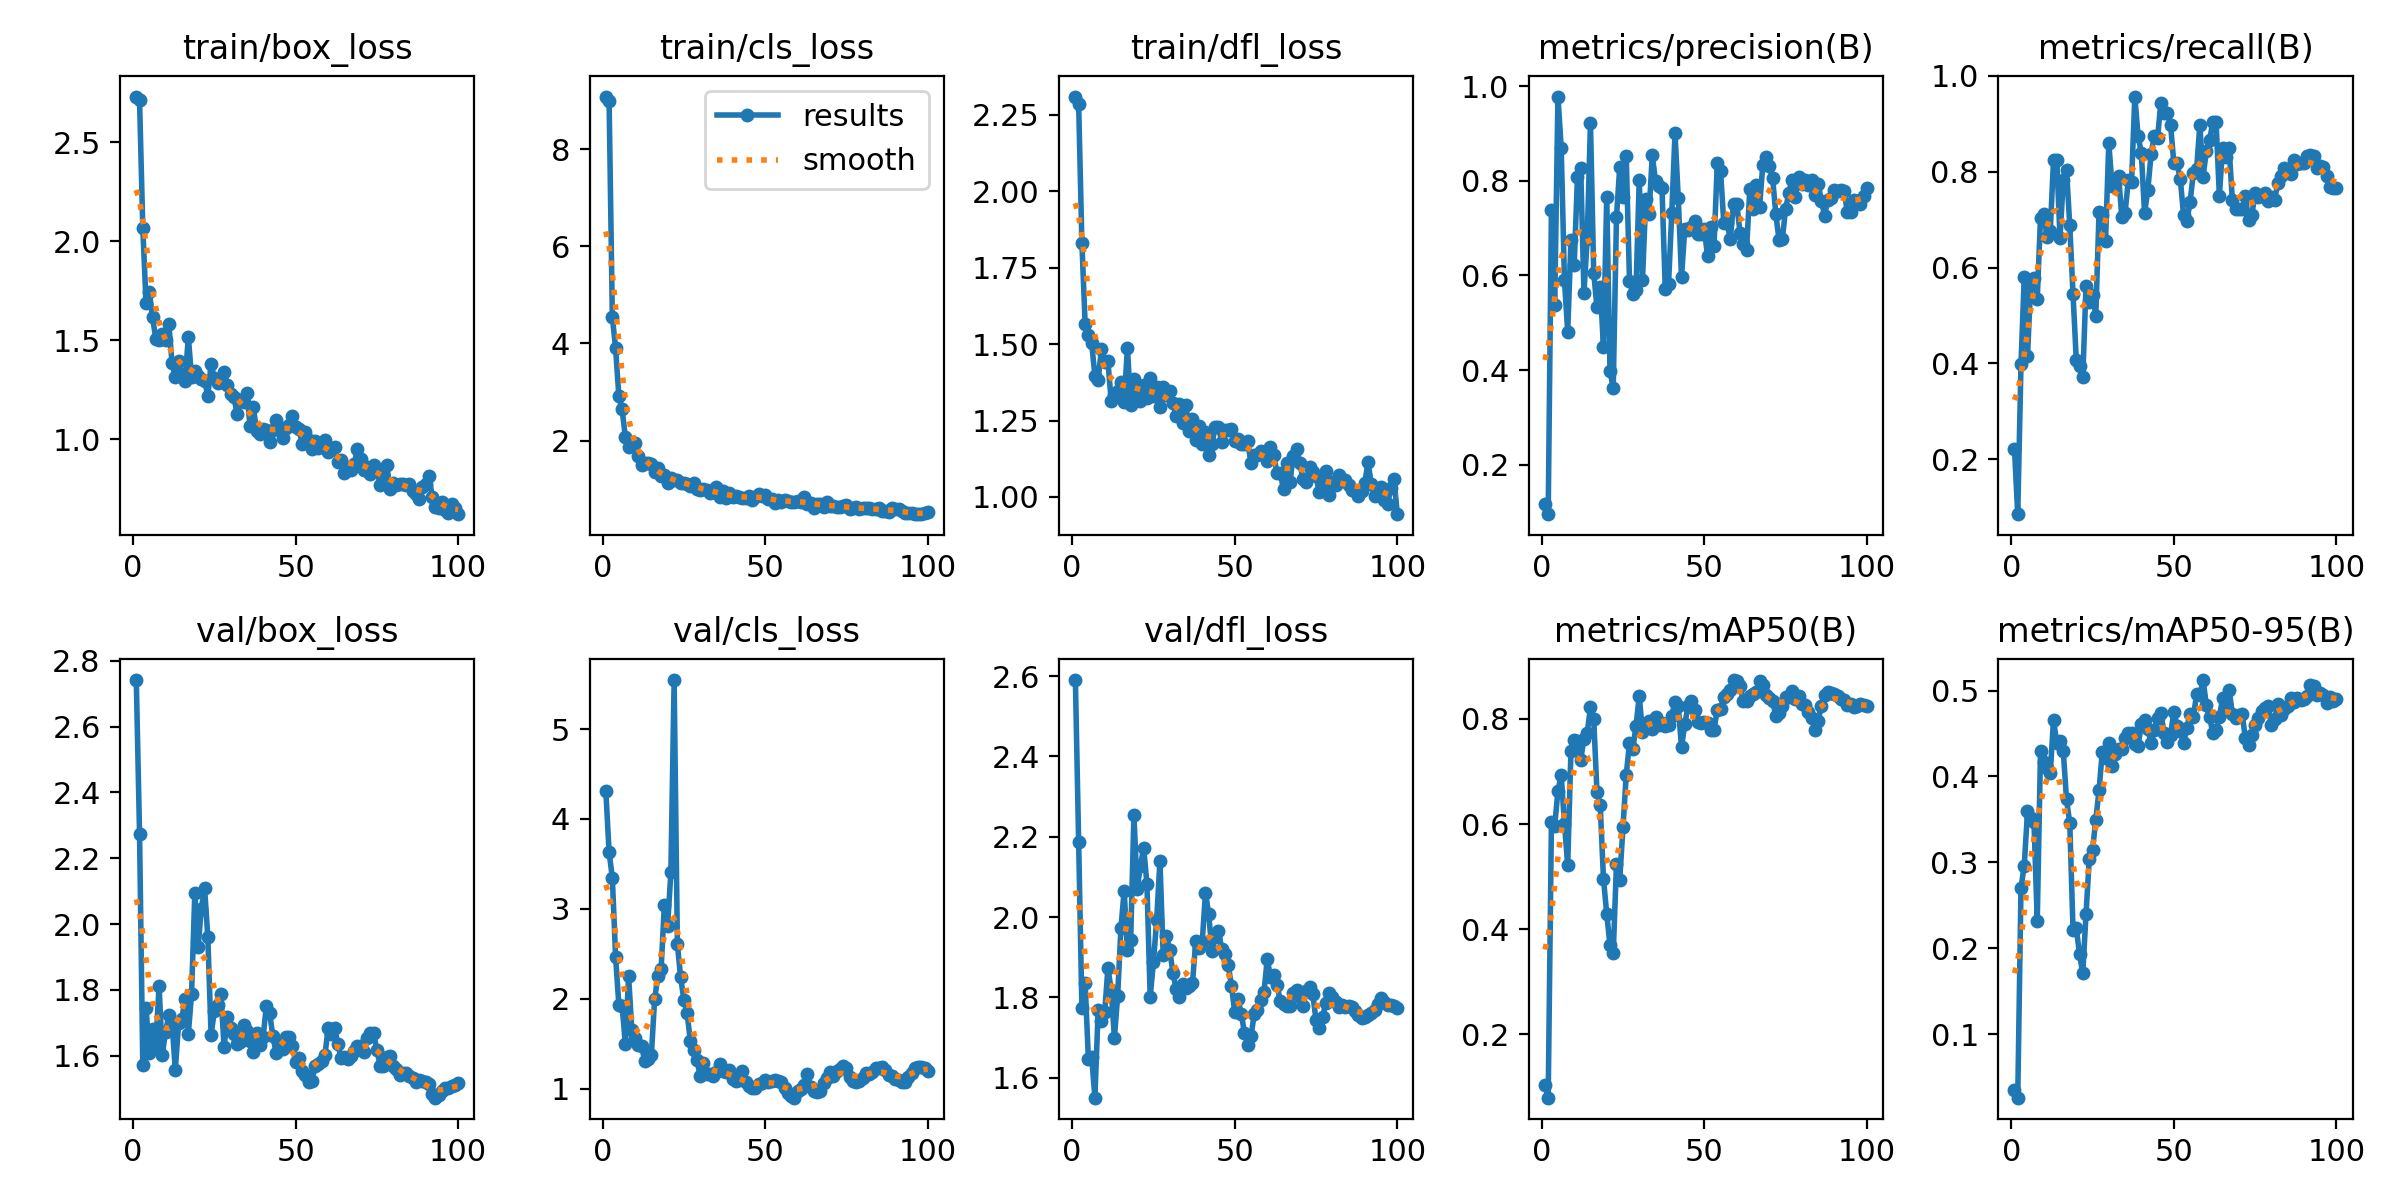 train/box_loss
2.5
2.0
1.5
1.0
0 50 100
train/cls_loss
results
smooth
8
6
4
2
0 50 100
train/dfl_loss
2.25
2.00
1.75
1.50
1.25
1.00
0 50 100
metrics/precision(B)
1.0
0.8
0.6
0.4
0.2
0 50 100
metrics/recall(B)
1.0
0.8
0.6
0.4
0.2
0 50 100
val/box_loss
2.8
2.6
2.4
2.2
2.0
1.8
1.6
0 50 100
val/cls_loss
5
4
3
2
1
0 50 100
val/dfl_loss
2.6
2.4
2.2
2.0
1.8
1.6
0 50 100
metrics/mAP50(B)
0.8
0.6
0.4
0.2
0 50 100
metrics/mAP50-95(B)
0.5
0.4
0.3
0.2
0.1
0 50 100